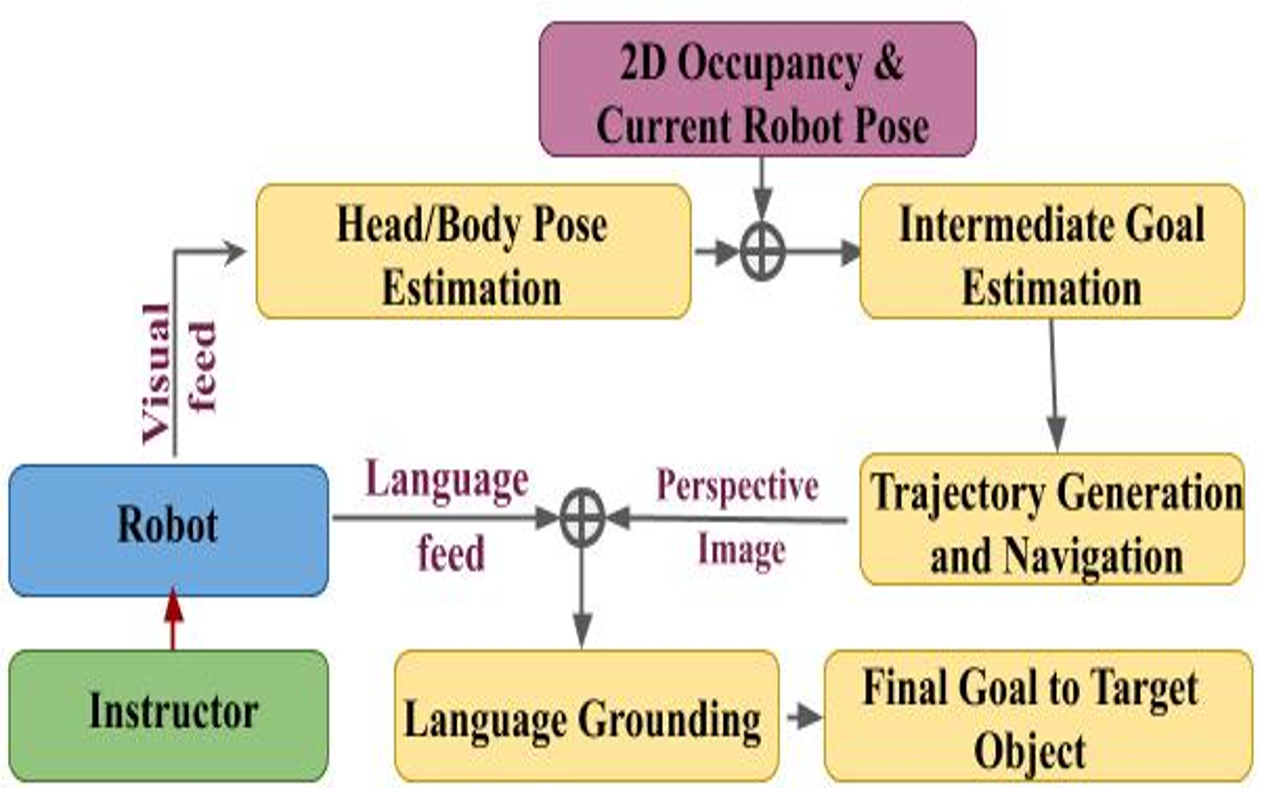 2D Occupancy &
Current Robot Pose
Head/Body Pose
Estimation
Intermediate Goal
Estimation
Visual
feed
Robot
Language
feed
Perspective
Image
Trajectory Generation
and Navigation
Instructor
Language Grounding
Final Goal to Target
Object